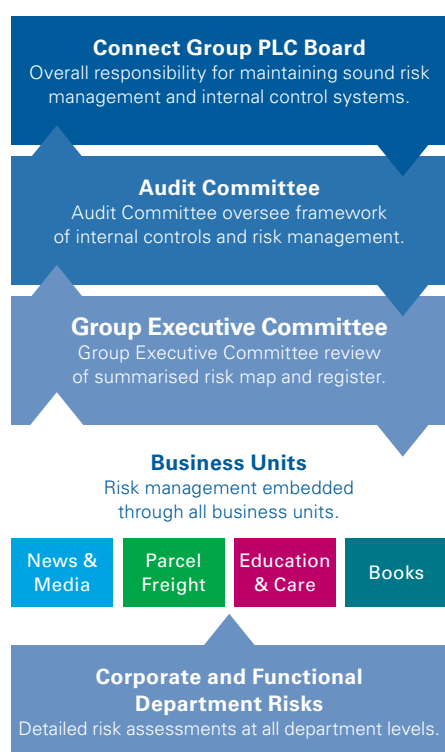 Connect Group PLC Board
Overall responsibility for maintaining sound risk
management and internal control systems.
Audit Committee
Audit Committee oversee framework
of internal controls and risk management.
Group Executive Committee
Group Executive Committee review
of summarised risk map and register.
Business Units
Risk management embedded
through all business units.
News &
Media
Parcel
Freight
Education
& Care
Books
Corporate and Functional
Department Risks
Detailed risk assessments at all department levels.